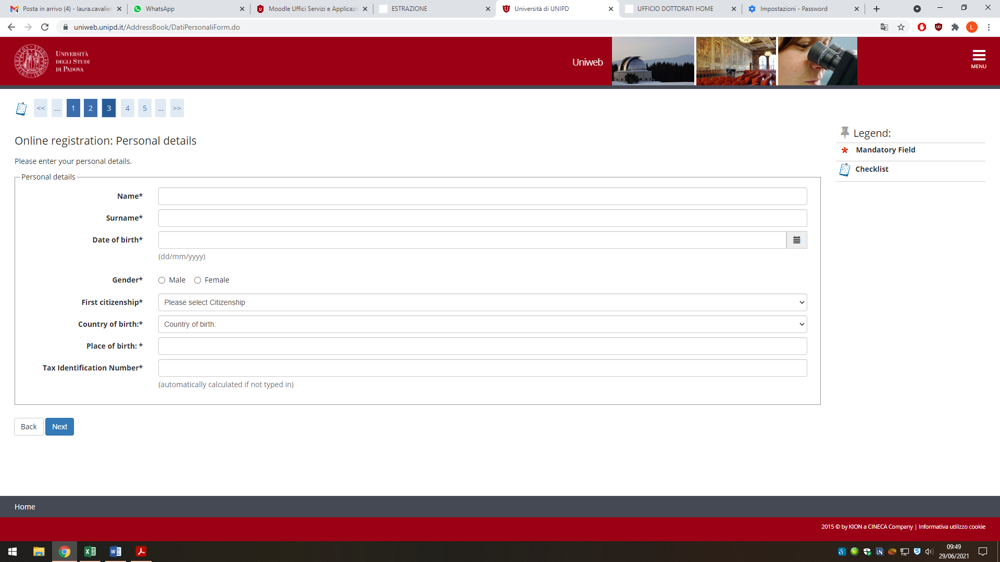 Posta in arrivo (4) - laura.cavalier
WhatsApp
Moodle Uffici Servizi e Applicazi
ESTRAZIONE
Università di UNIPD
UFFICIO DOTTORATI HOME
Impostazioni - Password
uniweb.unipd.it/AddressBook/DatiPersonaliForm.do
L
UNIVERSITÀ
DEGLI STUDI
DI PADOVA
Uniweb
MENU
<< ... 1 2 3 4 5 ... >>
Online registration: Personal details
Please enter your personal details.
Legend:
Mandatory Field
Checklist
Personal details
Name*
Surname*
Date of birth*
(dd/mm/yyyy)
Gender* Male Female
First citizenship* Please select Citizenship
Country of birth:* Country of birth:
Place of birth: *
Tax Identification Number*
(automatically calculated if not typed in)
Back Next
Home
2015 © by KION a CINECA Company | Informativa utilizzo cookie
09:49
29/06/2021